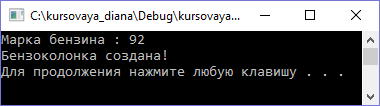 C:\kursovaya_diana\Debug\kursovaya...
Марка бензина : 92
Бензоколонка создана!
Для продолжения нажмите любую клавишу . . .